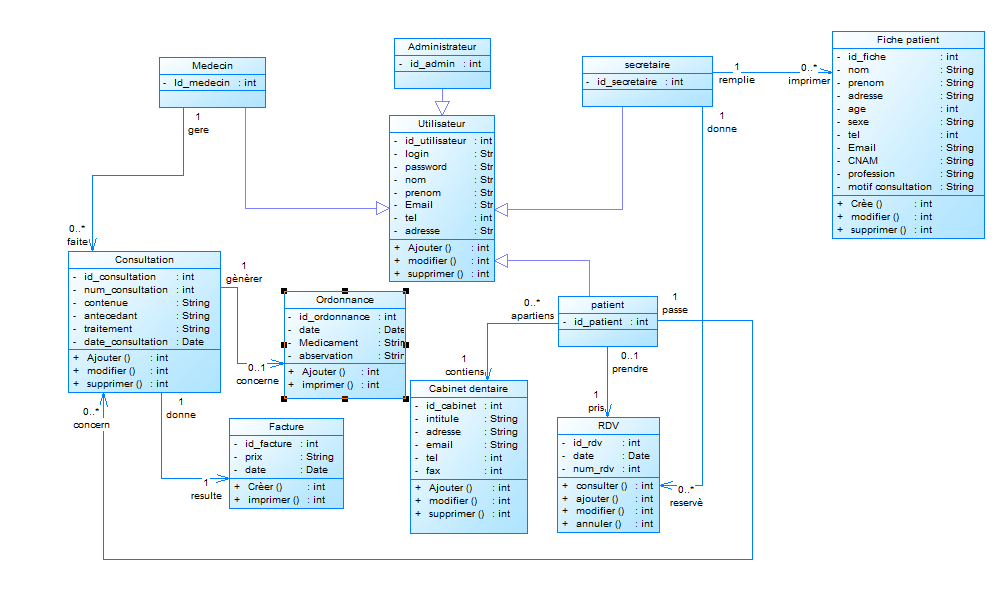 Administrateur
- id_admin : int
Medecin
- Id_medecin : int
secretaire
- id_secretaire : int
Fiche patient
- id_fiche : int
- nom : String
- prenom : String
- adresse : String
- age : int
- sexe : String
- tel : int
- Email : String
- CNAM : String
- profession : String
- motif consultation : String
+ Crèe () : int
+ modifier () : int
+ supprimer () : int
1
remplie
0..*
imprimer
1
gere
1
donne
Utilisateur
- id_utilisateur : int
- login : Str
- password : Str
- nom : Str
- prenom : Str
- Email : Str
- tel : int
- adresse : Str
+ Ajouter () : int
+ modifier () : int
+ supprimer () : int
0..*
faite
Consultation
- id_consultation : int
- num_consultation : int
- contenue : String
- antecedant : String
- traitement : String
- date_consultation : Date
+ Ajouter () : int
+ modifier () : int
+ supprimer () : int
1
gènèrer
Ordonnance
- id_ordonnance : int
- date : Date
- Medicament : Strin
- abservation : Strin
+ Ajouter () : int
+ imprimer () : int
0..1
concerne
patient
- id_patient : int
0..*
apartiens
1
passe
1
contiens
0..1
prendre
Cabinet dentaire
- id_cabinet : int
- intitule : String
- adresse : String
- email : String
- tel : int
- fax : int
+ Ajouter () : int
+ modifier () : int
+ supprimer () : int
1
pris
RDV
- id_rdv : int
- date : Date
- num_rdv : int
+ consulter () : int
+ ajouter () : int
+ modifier () : int
+ annuler () : int
0..*
reservè
0..*
concern
1
donne
Facture
- id_facture : int
- prix : String
- date : Date
+ Crèer () : int
+ imprimer () : int
1
resulte